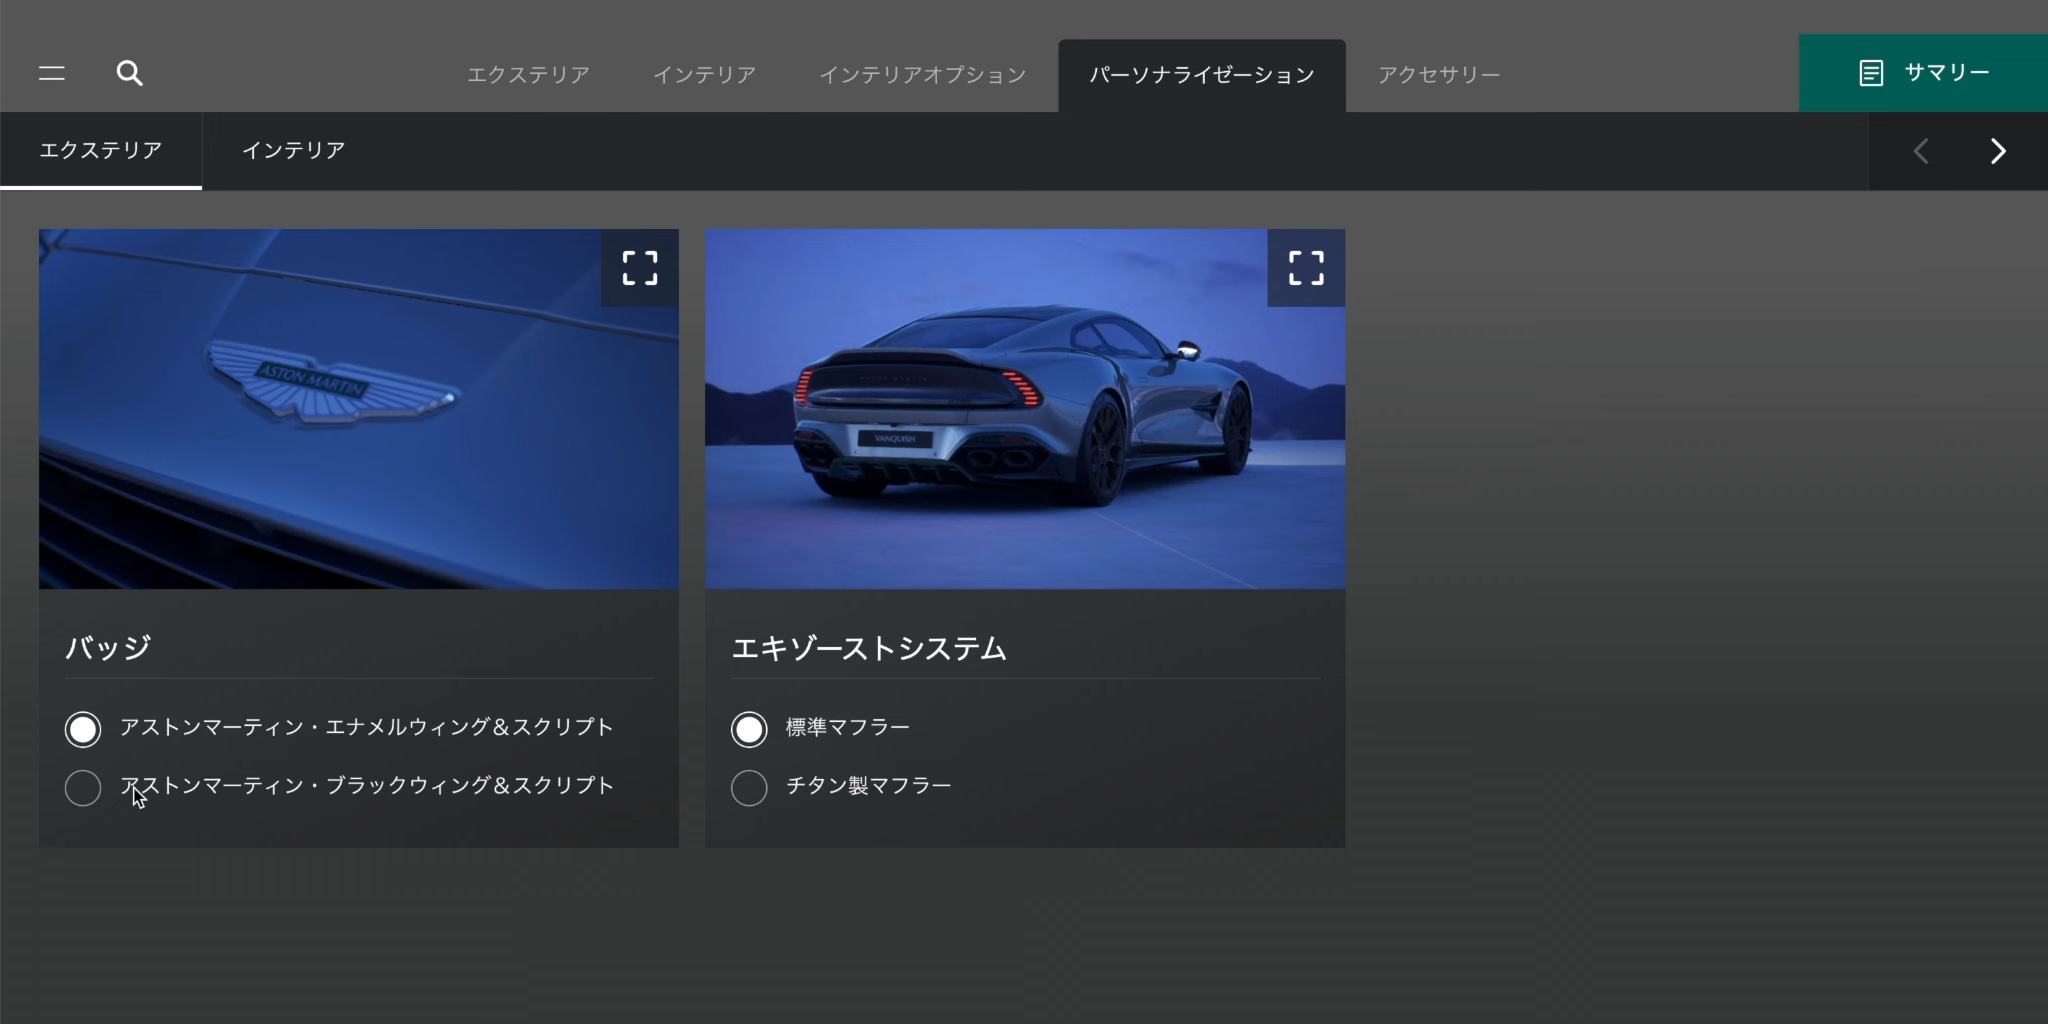 エクステリア
インテリア
インテリアオプション
パーソナライゼーション
アクセサリー
サマリー
エクステリア
インテリア
ASTON MARTIN
VANQUISH
バッジ
アストンマーティン・エナメルウィング＆スクリプト
アストンマーティン・ブラックウィング＆スクリプト
エキゾーストシステム
標準マフラー
チタン製マフラー